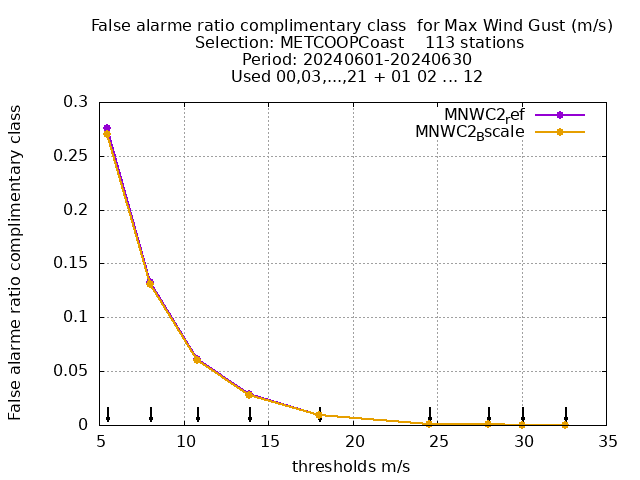 False alarme ratio complimentary class  for Max Wind Gust (m/s)
Selection: METCOOPCoast    113 stations
Period: 20240601-20240630
Used 00,03,...,21 + 01 02 ... 12
False alarme ratio complimentary class
MNWC2ref
MNWC2Bscale
0.3
0.25
0.2
0.15
0.1
0.05
0
5 10 15 20 25 30 35
thresholds m/s